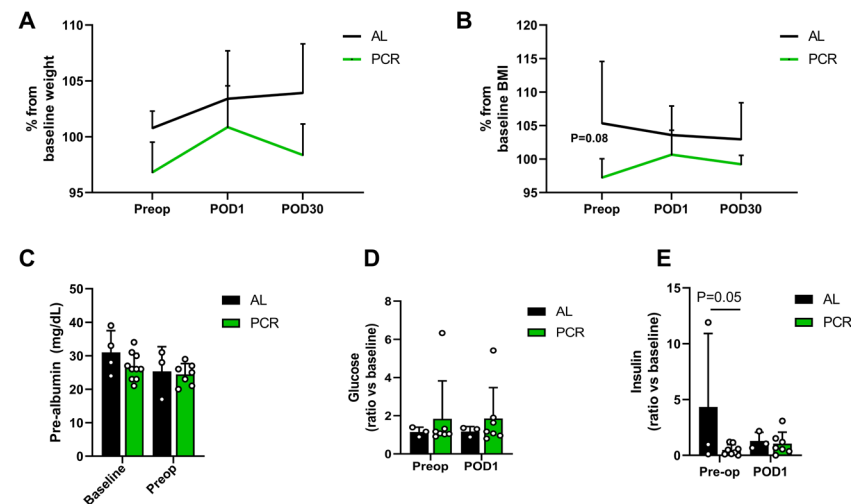 A
% from
baseline weight
110
105
100
95
Preop
POD1
POD30
AL
PCR
B
% from
baseline BMI
120
115
110
105
100
95
P=0.08
Preop
POD1
POD30
AL
PCR
C
Pre-albumin (mg/dL)
50
40
30
20
10
0
Baseline
Preop
AL
PCR
D
Glucose
(ratio vs baseline)
8
6
4
2
0
Preop
POD1
AL
PCR
E
Insulin
(ratio vs baseline)
15
10
5
0
P=0.05
Pre-op
POD1
AL
PCR